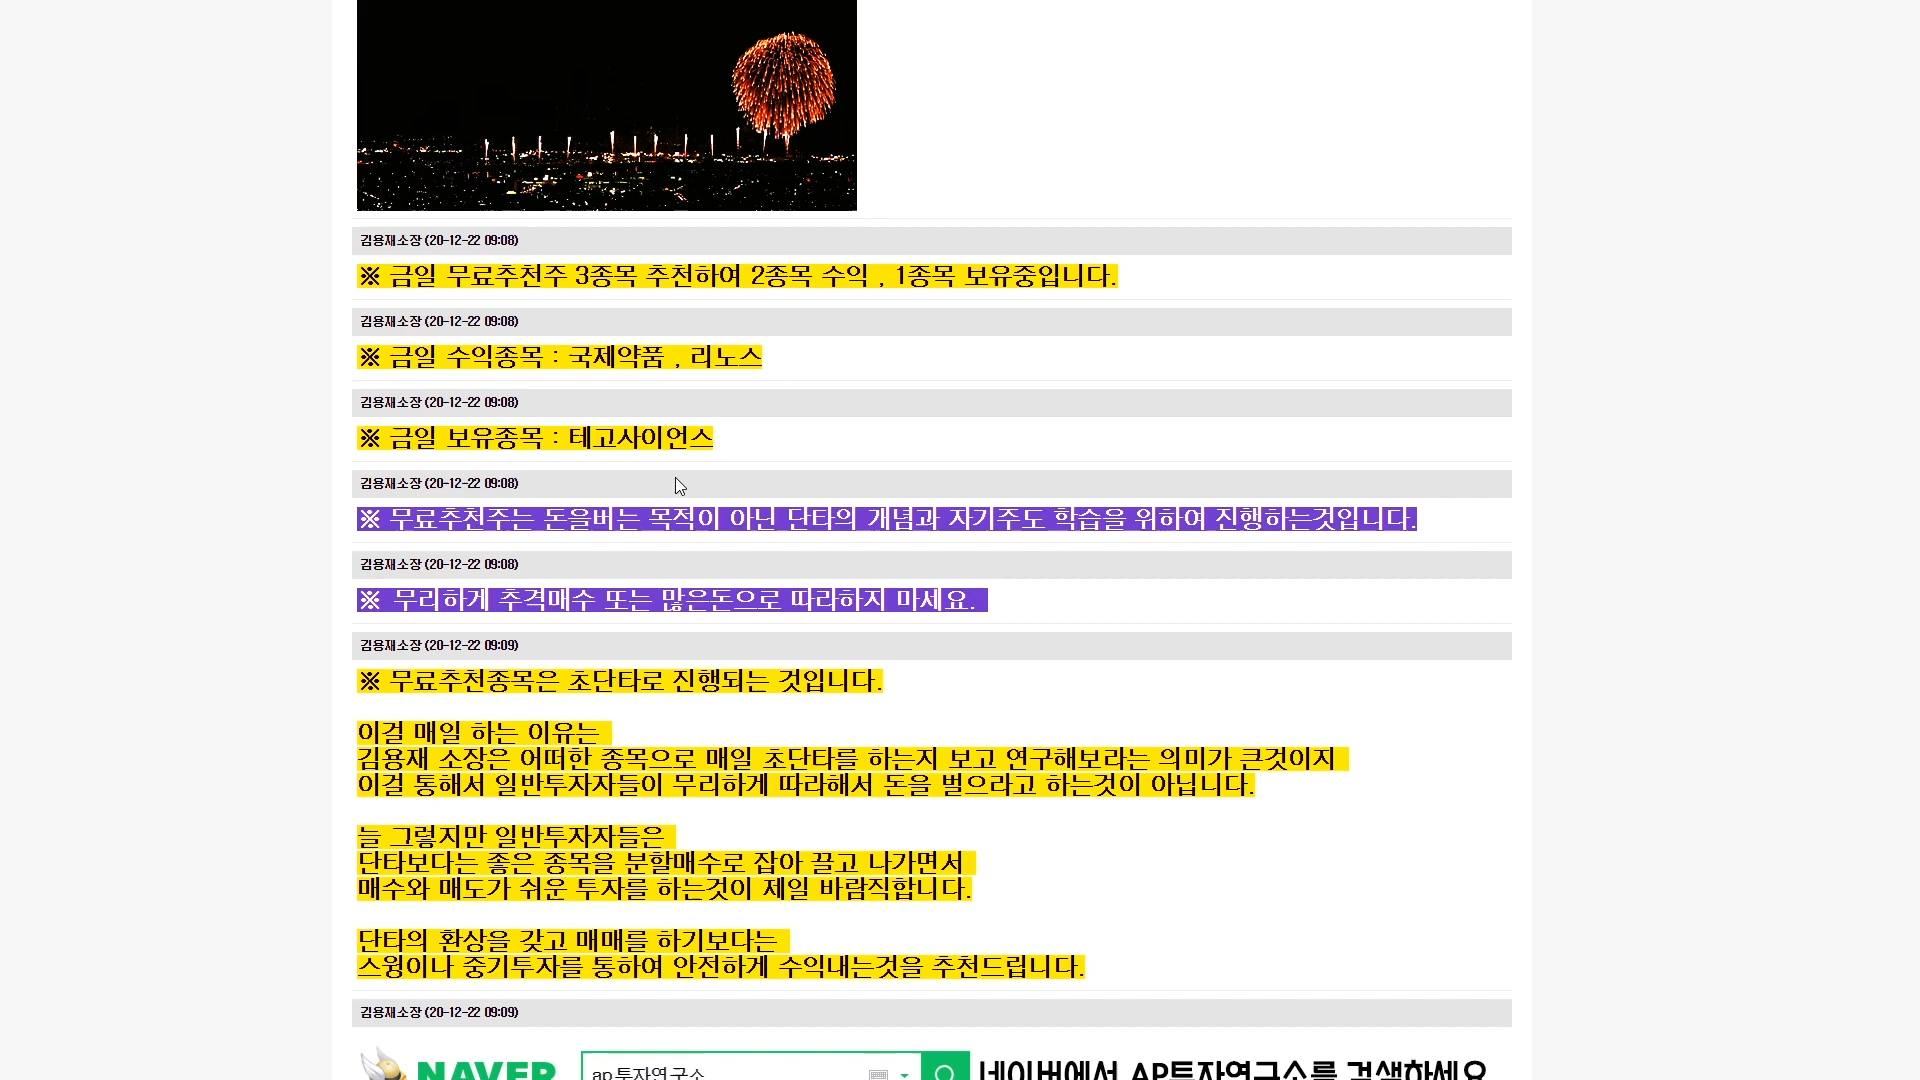 김용재소장 (20-12-22 09:08)
※ 금일 무료추천주 3종목 추천하여 2종목 수익 , 1종목 보유중입니다.
김용재소장 (20-12-22 09:08)
※ 금일 수익종목 : 국제약품 , 리노스
김용재소장 (20-12-22 09:08)
※ 금일 보유종목 : 테고사이언스
김용재소장 (20-12-22 09:08)
※ 무료추천주는 돈을버는 목적이 아닌 단타의 개념과 자기주도 학습을 위하여 진행하는것입니다.
김용재소장 (20-12-22 09:08)
※ 무리하게 추격매수 또는 많은돈으로 따라하지 마세요.
김용재소장 (20-12-22 09:09)
※ 무료추천종목은 초단타로 진행되는 것입니다.
이걸 매일 하는 이유는
김용재 소장은 어떠한 종목으로 매일 초단타를 하는지 보고 연구해보라는 의미가 큰것이지
이걸 통해서 일반투자자들이 무리하게 따라해서 돈을 벌으라고 하는것이 아닙니다.
늘 그렇지만 일반투자자들은
단타보다는 좋은 종목을 분할매수로 잡아 끌고 나가면서
매수와 매도가 쉬운 투자를 하는것이 제일 바람직합니다.
단타의 환상을 갖고 매매를 하기보다는
스윙이나 중기투자를 통하여 안전하게 수익내는것을 추천드립니다.
김용재소장 (20-12-22 09:09)
NAVER ap투자연구소 네이버에서 AP투자연구소를 검색하세요